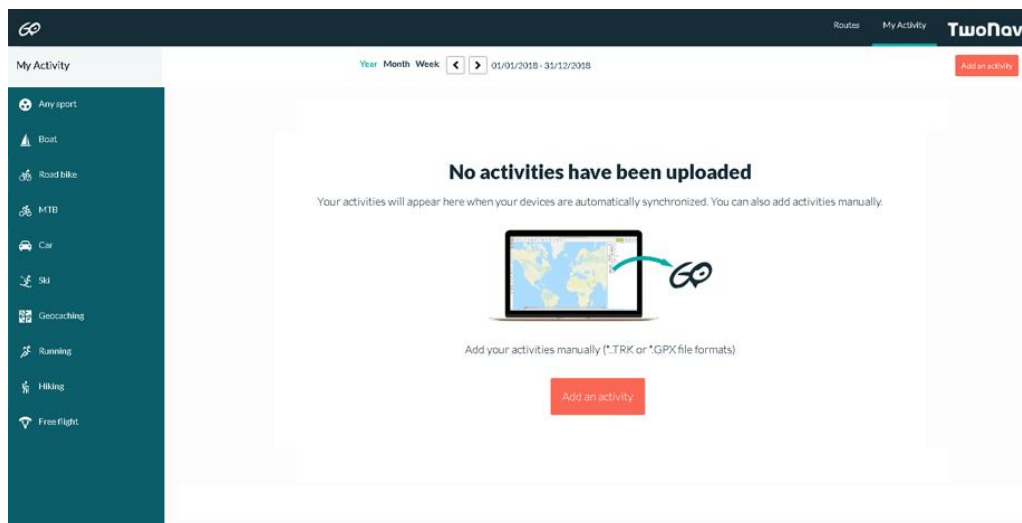 GO
Routes My Activity TwoNav
My Activity
Year Month Week 01/01/2018 - 31/12/2018
Add an activity
Any sport
Boat
Road bike
MTB
Car
Ski
Geocaching
Running
Hiking
Free flight
No activities have been uploaded
Your activities will appear here when your devices are automatically synchronized. You can also add activities manually.
GO
Add your activities manually (*.TRK or *.GPX file formats)
Add an activity